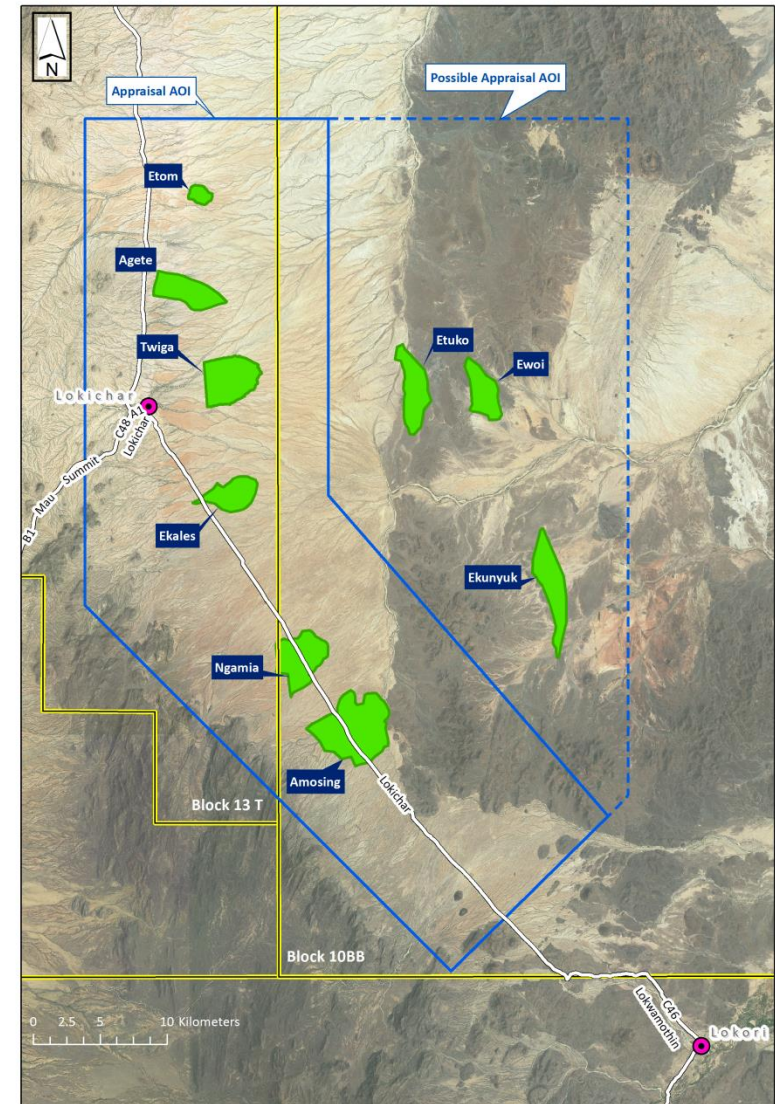 N
Appraisal AOI
Possible Appraisal AOI
Etom
Agete
Twiga
Etuko
Ewoi
Lokichar
C48 A1
Lokichar
B1 Mau Summit
Ekales
Ekunyuk
Ngamia
Amosing
Lokichar
Block 13 T
Block 10BB
C46
Lokwamothin
Lokori
0 2.5 5 10 Kilometers